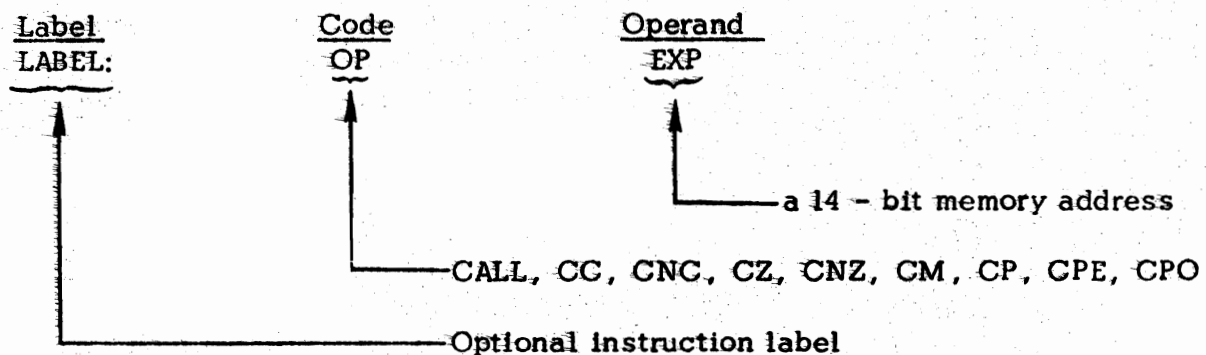 Label Code Operand
LABEL: OP EXP
a 14 - bit memory address
CALL, CC, CNC, CZ, CNZ, CM, CP, CPE, CPO
Optional instruction label